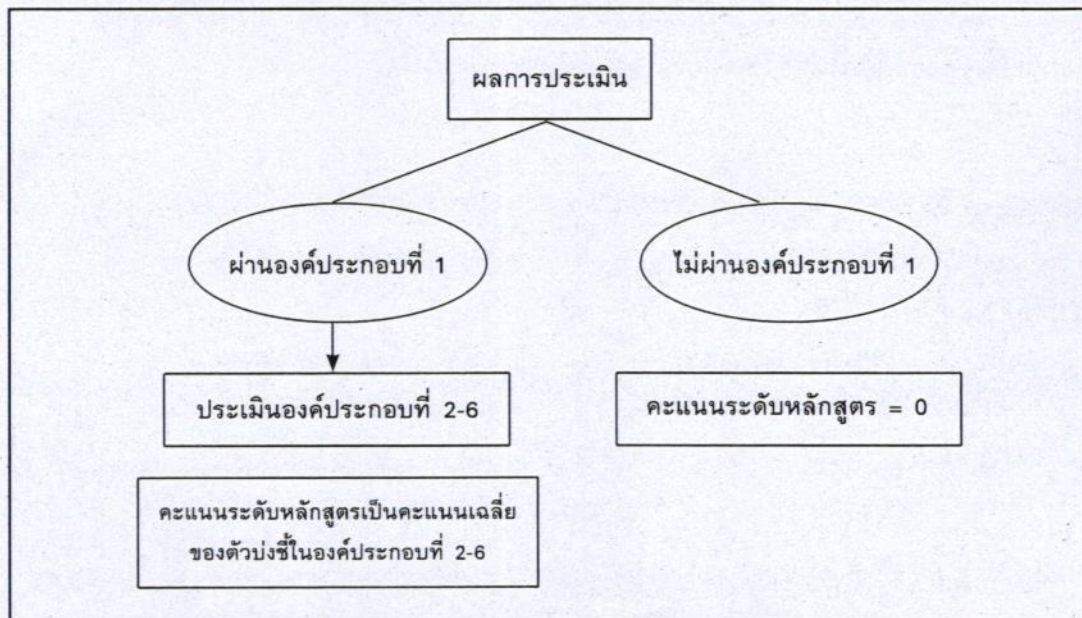 ผลการประเมิน
ผ่านองค์ประกอบที่ 1
ไม่ผ่านองค์ประกอบที่ 1
ประเมินองค์ประกอบที่ 2-6
คะแนนระดับหลักสูตร = 0
คะแนนระดับหลักสูตรเป็นคะแนนเฉลี่ย
ของตัวบ่งชี้ในองค์ประกอบที่ 2-6